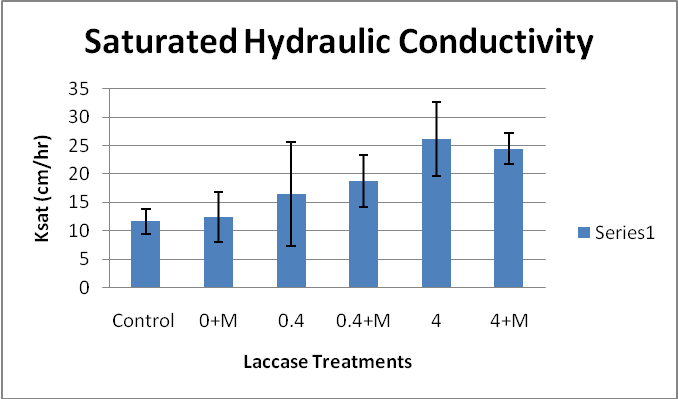 Saturated Hydraulic Conductivity
35
30
25
20
15
10
5
0
Ksat (cm/hr)
Control 0+M 0.4 0.4+M 4 4+M
Laccase Treatments
Series1